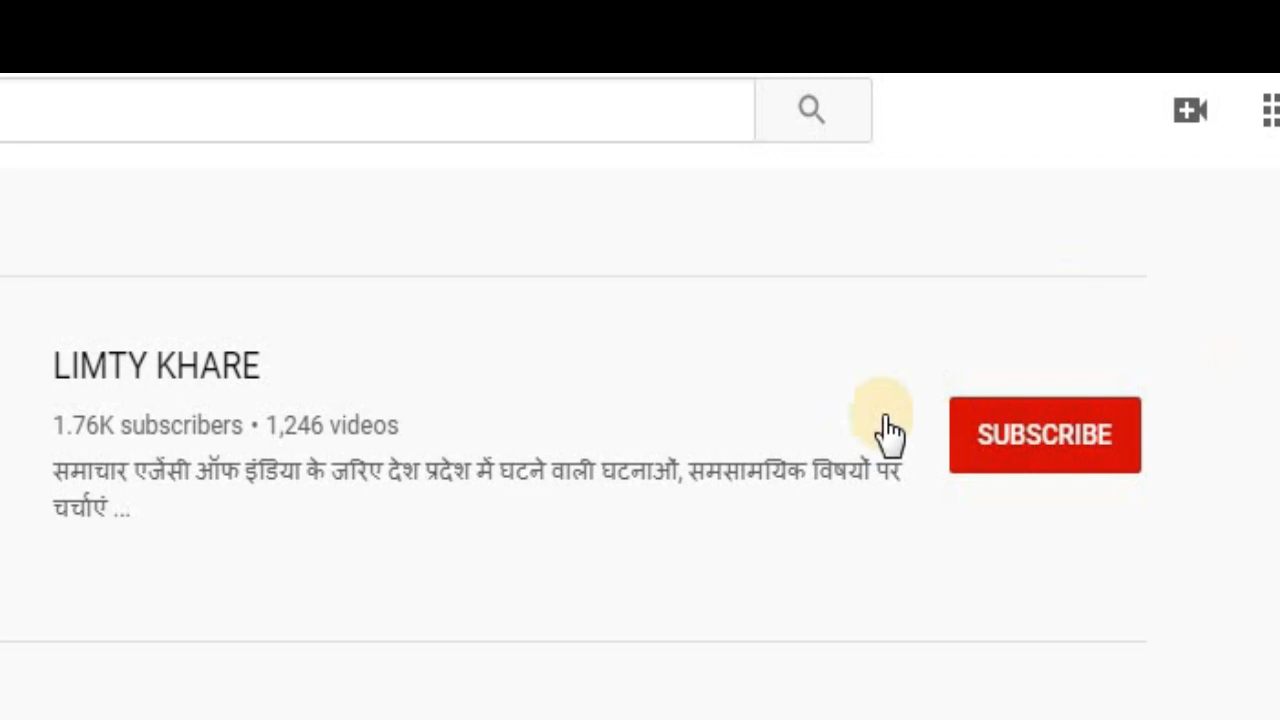 LIMTY KHARE
1.76K subscribers • 1,246 videos
SUBSCRIBE
समाचार एजेंसी ऑफ इंडिया के जरिए देश प्रदेश में घटने वाली घटनाओं, समसामयिक विषयों पर
चर्चाएं ...